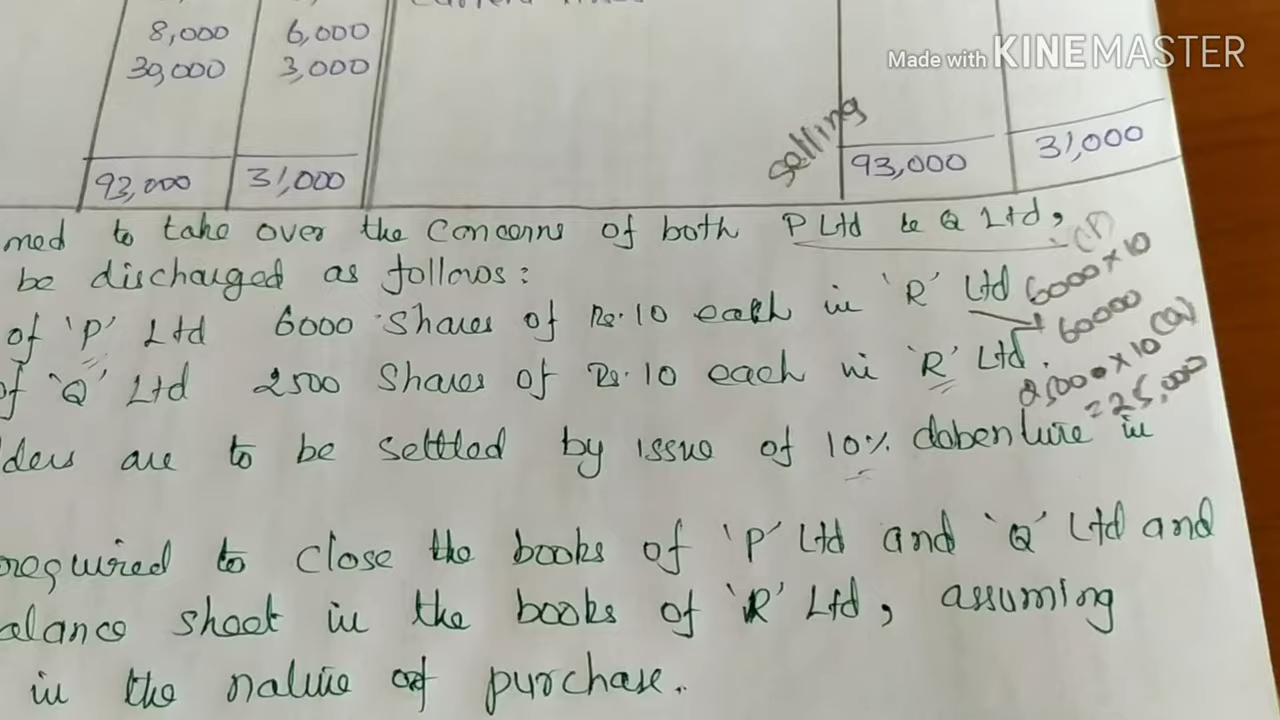 Made with KINEMASTER
8,000 6,000
30,000 3,000
selling
93,000 31,000 93,000 31,000
med to take over the concerns of both P Ltd & Q Ltd,
be discharged as follows: (P)
of 'P' Ltd 6000 Shares of Rs.10 each in 'R' Ltd 6000 x 10
60000
of 'Q' Ltd 2500 Shares of Rs.10 each in 'R' Ltd. x 10 (Q)
= 25,000
ders are to be settled by issue of 10% debenture in
required to close the books of 'P' Ltd and 'Q' Ltd and
alance sheet in the books of 'R' Ltd, assuming
in the nature of purchase.